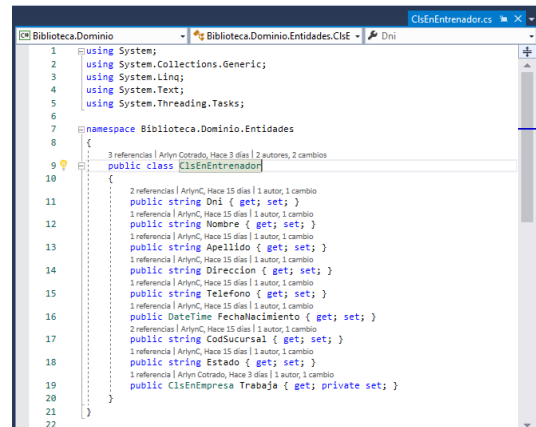 ClsEnEntrenador.cs
C# Biblioteca.Dominio Biblioteca.Dominio.Entidades.ClsE Dni
1 using System;
2 using System.Collections.Generic;
3 using System.Linq;
4 using System.Text;
5 using System.Threading.Tasks;
6
7 namespace Biblioteca.Dominio.Entidades
8 {
3 referencias | Arlyn Cotrado, Hace 3 días | 2 autores, 2 cambios
9 public class ClsEnEntrenador
10 {
2 referencias | ArlynC, Hace 15 días | 1 autor, 1 cambio
11 public string Dni { get; set; }
1 referencia | ArlynC, Hace 15 días | 1 autor, 1 cambio
12 public string Nombre { get; set; }
1 referencia | ArlynC, Hace 15 días | 1 autor, 1 cambio
13 public string Apellido { get; set; }
1 referencia | ArlynC, Hace 15 días | 1 autor, 1 cambio
14 public string Direccion { get; set; }
1 referencia | ArlynC, Hace 15 días | 1 autor, 1 cambio
15 public string Telefono { get; set; }
1 referencia | ArlynC, Hace 15 días | 1 autor, 1 cambio
16 public DateTime FechaNacimiento { get; set; }
2 referencias | ArlynC, Hace 15 días | 1 autor, 1 cambio
17 public string CodSucursal { get; set; }
1 referencia | ArlynC, Hace 15 días | 1 autor, 1 cambio
18 public string Estado { get; set; }
1 referencia | Arlyn Cotrado, Hace 15 días | 1 autor, 1 cambio
19 public ClsEnEmpresa Trabaja { get; private set; }
20 }
21 }
22